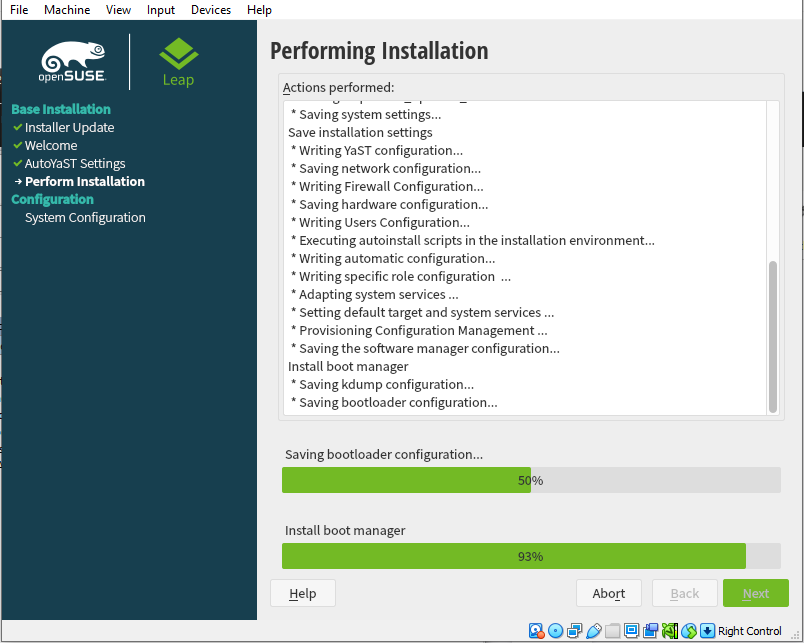 File Machine View Input Devices Help
openSUSE.
Leap
Base Installation
Installer Update
Welcome
AutoYaST Settings
Perform Installation
Configuration
System Configuration
Performing Installation
Actions performed:
* Saving system settings...
Save installation settings
* Writing YaST configuration...
* Saving network configuration...
* Writing Firewall Configuration...
* Saving hardware configuration...
* Writing Users Configuration...
* Executing autoinstall scripts in the installation environment...
* Writing automatic configuration...
* Writing specific role configuration ...
* Adapting system services ...
* Setting default target and system services ...
* Provisioning Configuration Management ...
* Saving the software manager configuration...
Install boot manager
* Saving kdump configuration...
* Saving bootloader configuration...
Saving bootloader configuration...
50%
Install boot manager
93%
Help Abort Back Next
Right Control